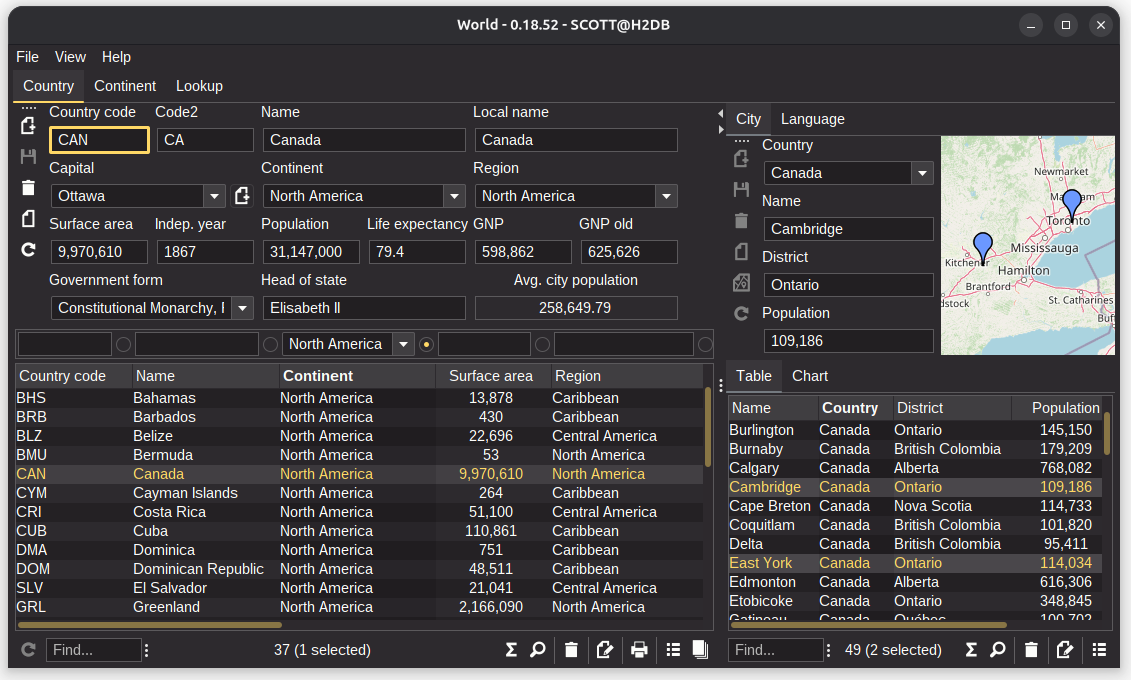 World - 0.18.52 - SCOTT@H2DB
File View Help
Country Continent Lookup
Country code Code2 Name Local name
CAN CA Canada Canada
Capital Continent Region
Ottawa North America North America
Surface area Indep. year Population Life expectancy GNP GNP old
9,970,610 1867 31,147,000 79.4 598,862 625,626
Government form Head of state Avg. city population
Constitutional Monarchy, Elisabeth II 258,649.79
North America
Country code Name Continent Surface area Region
BHS Bahamas North America 13,878 Caribbean
BRB Barbados North America 430 Caribbean
BLZ Belize North America 22,696 Central America
BMU Bermuda North America 53 North America
CAN Canada North America 9,970,610 North America
CYM Cayman Islands North America 264 Caribbean
CRI Costa Rica North America 51,100 Central America
CUB Cuba North America 110,861 Caribbean
DMA Dominica North America 751 Caribbean
DOM Dominican Republic North America 48,511 Caribbean
SLV El Salvador North America 21,041 Central America
GRL Greenland North America 2,166,090 North America
Find... 37 (1 selected)
City Language
Country
Canada
Name
Cambridge
District
Ontario
Population
109,186
Newmarket
Toronto
Mississauga
Kitchener
Hamilton
Brantford
St. Catharines
dstock
Buf
Table Chart
Name Country District Population
Burlington Canada Ontario 145,150
Burnaby Canada British Colombia 179,209
Calgary Canada Alberta 768,082
Cambridge Canada Ontario 109,186
Cape Breton Canada Nova Scotia 114,733
Coquitlam Canada British Colombia 101,820
Delta Canada British Colombia 95,411
East York Canada Ontario 114,034
Edmonton Canada Alberta 616,306
Etobicoke Canada Ontario 348,845
Gatineau Canada Québec 100,702
Find... 49 (2 selected)